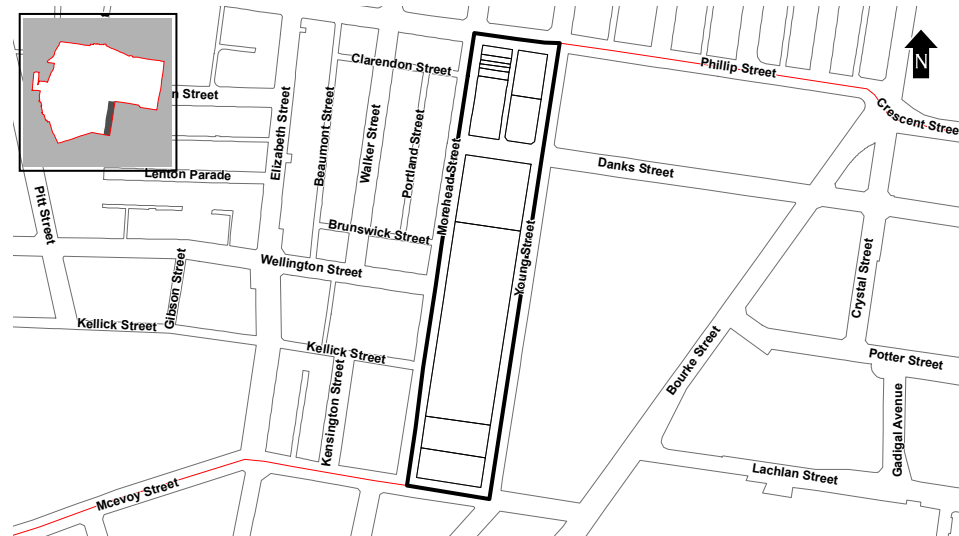 N
Clarendon Street
Phillip Street
n Street
Crescent Stree
Elizabeth Street
Beaumont Street
Walker Street
Portland Street
Morehead Street
Danks Street
Lenton Parade
Pitt Street
Brunswick Street
Young Street
Wellington Street
Gibson Street
Crystal Street
Kellick Street
Kellick Street
Bourke Street
Potter Street
Kensington Street
Gadigal Avenue
Lachlan Street
Mcevoy Street